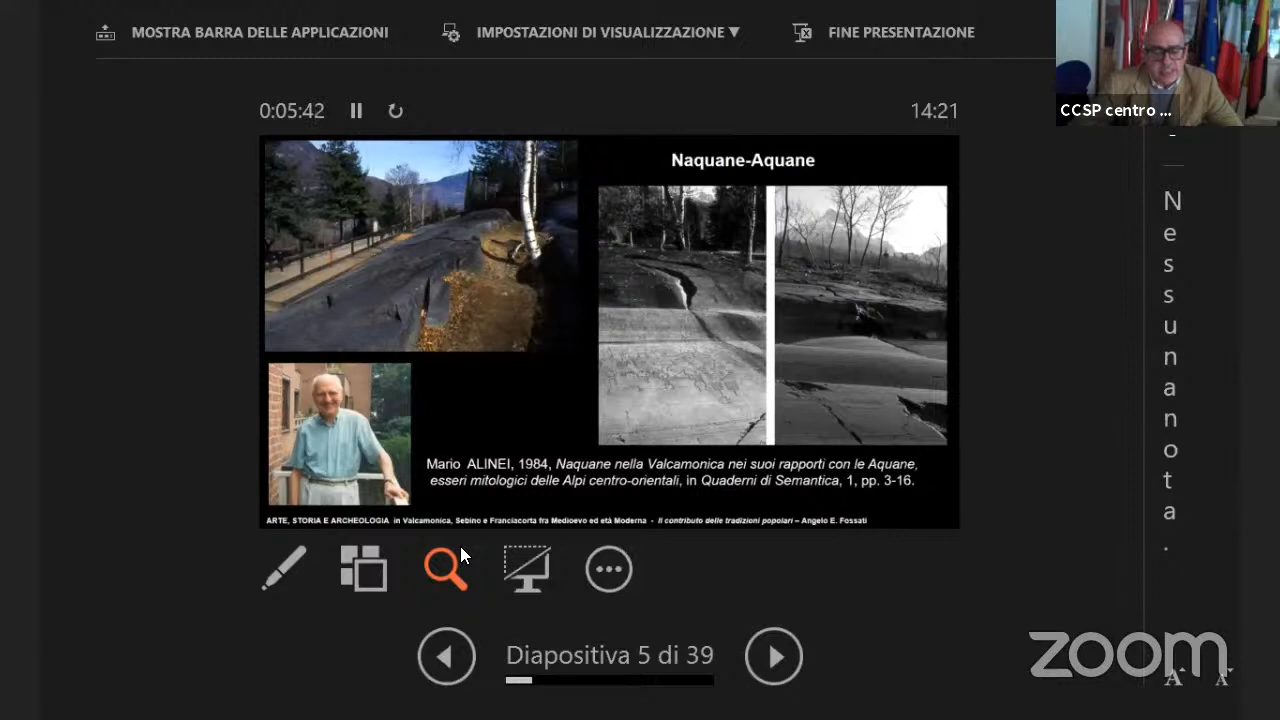 MOSTRA BARRA DELLE APPLICAZIONI
IMPOSTAZIONI DI VISUALIZZAZIONE ▼
FINE PRESENTAZIONE
CCSP centro ...
0:05:42
14:21
Naquane-Aquane
Mario ALINEI, 1984, Naquane nella Valcamonica nei suoi rapporti con le Aquane,
esseri mitologici delle Alpi centro-orientali, in Quaderni di Semantica, 1, pp. 3-16.
ARTE, STORIA E ARCHEOLOGIA in Valcamonica, Sebino e Franciacorta fra Medioevo ed età Moderna - Il contributo delle tradizioni popolari – Angelo E. Fossati
Diapositiva 5 di 39
Nessuna nota.
zoom
A A